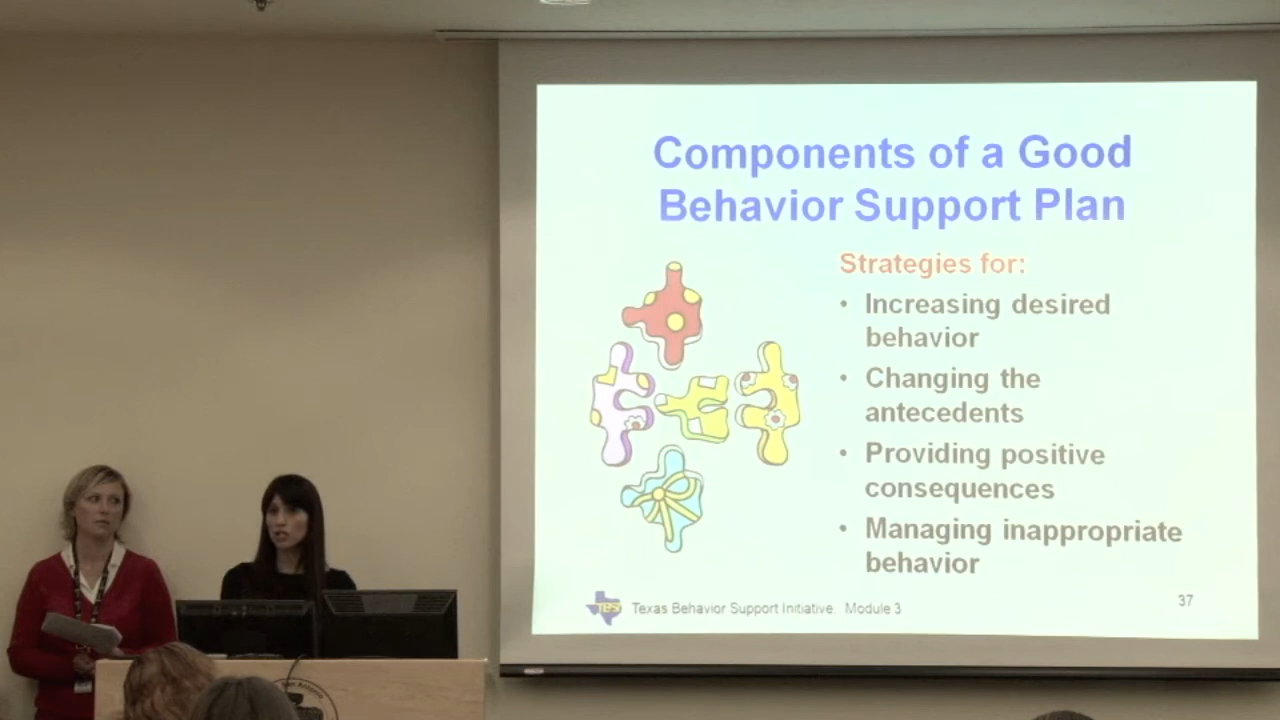 Components of a Good
Behavior Support Plan
Strategies for:
• Increasing desired
behavior
• Changing the
antecedents
• Providing positive
consequences
• Managing inappropriate
behavior
Texas Behavior Support Initiative. Module 3
37